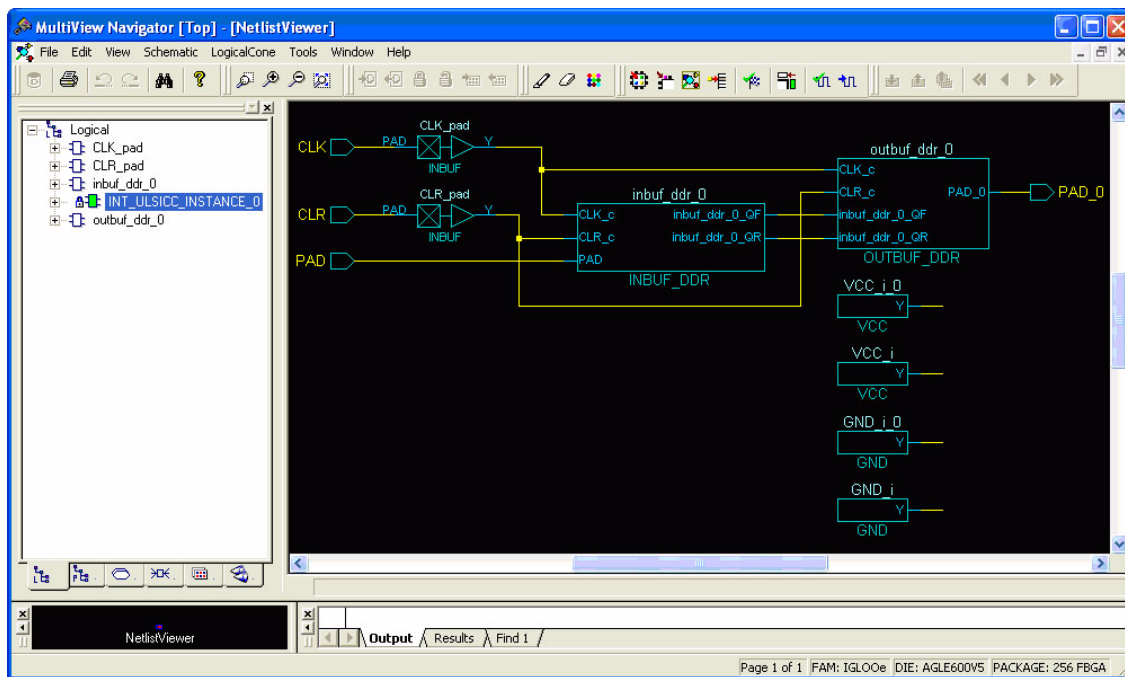 MultiView Navigator [Top] - [NetlistViewer]
File Edit View Schematic LogicalCone Tools Window Help
Logical
CLK_pad
CLR_pad
inbuf_ddr_0
INT_ULSICC_INSTANCE_0
outbuf_ddr_0
CLK
PAD
CLK_pad
Y
INBUF
CLR
PAD
CLR_pad
Y
INBUF
PAD
inbuf_ddr_0
CLK_c
CLR_c
PAD
inbuf_ddr_0_QF
inbuf_ddr_0_QR
INBUF_DDR
outbuf_ddr_0
CLK_c
CLR_c
PAD_0
inbuf_ddr_0_QF
inbuf_ddr_0_QR
OUTBUF_DDR
PAD_0
VCC_i_0
Y
VCC
VCC_i
Y
VCC
GND_i_0
Y
GND
GND_i
Y
GND
NetlistViewer
Output Results Find 1
Page 1 of 1 FAM: IGLOOe DIE: AGLE600V5 PACKAGE: 256 FBGA